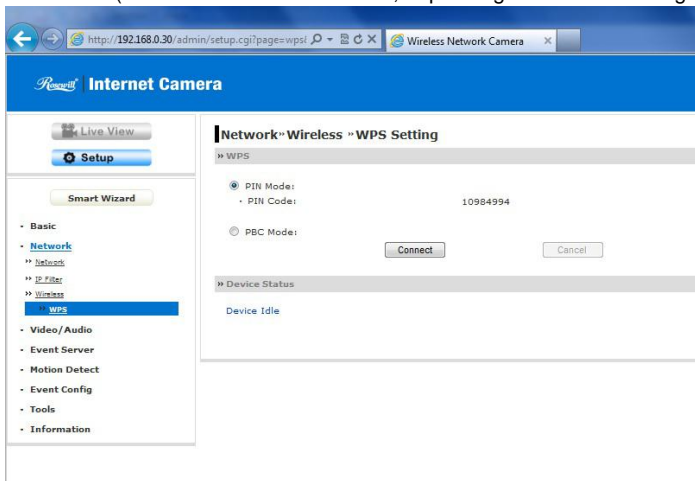 http://192.168.0.30/admin/setup.cgi?page=wps/
Wireless Network Camera
Rosewill Internet Camera
Live View
Setup
Smart Wizard
Network»Wireless »WPS Setting
» WPS
PIN Mode:
· PIN Code: 10984994
PBC Mode:
Connect Cancel
» Device Status
Device Idle
· Basic
· Network
» Network
» IP Filter
» Wireless
» WPS
· Video/Audio
· Event Server
· Motion Detect
· Event Config
· Tools
· Information